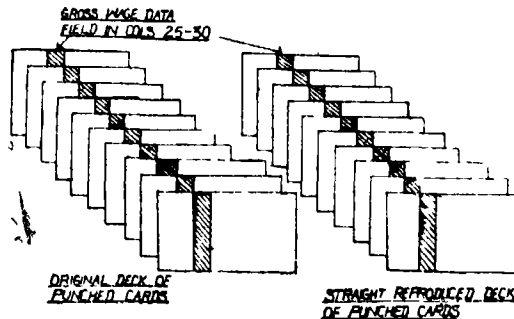 GROSS WAGE DATA
FIELD IN COLS 25-30
ORIGINAL DECK OF
PUNCHED CARDS
STRAIGHT REPRODUCED DECK
OF PUNCHED CARDS